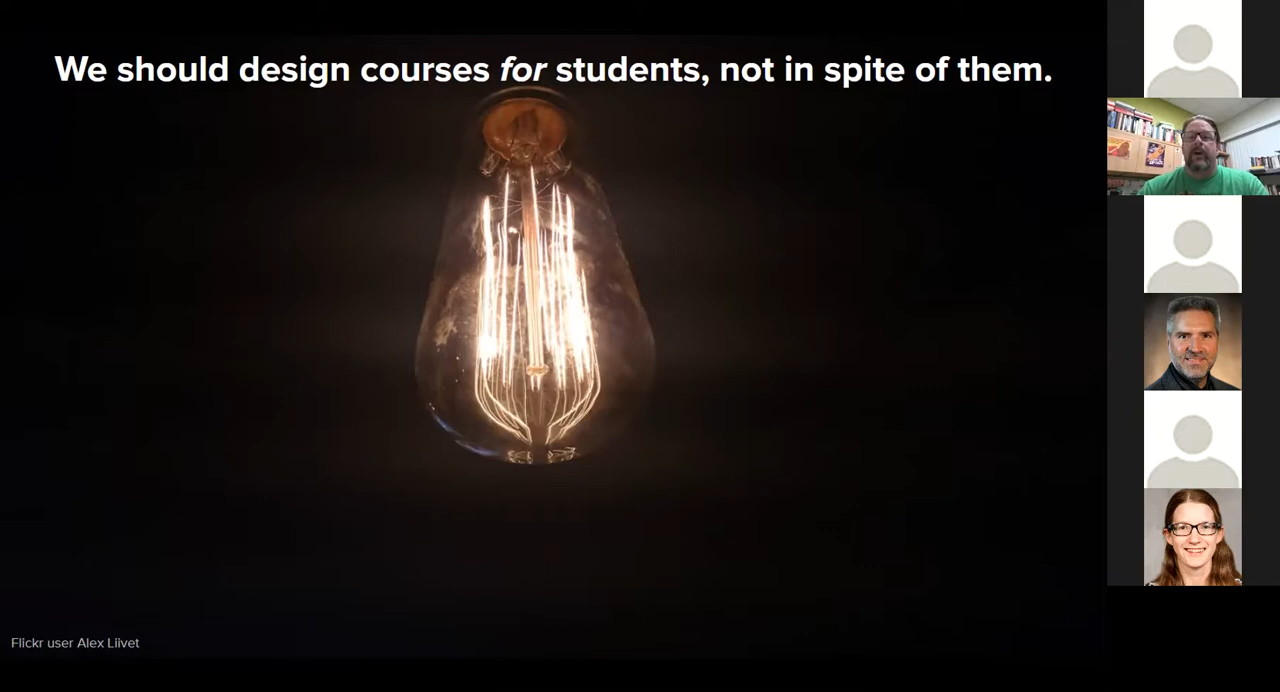 We should design courses for students, not in spite of them.
Flickr user Alex Liivet